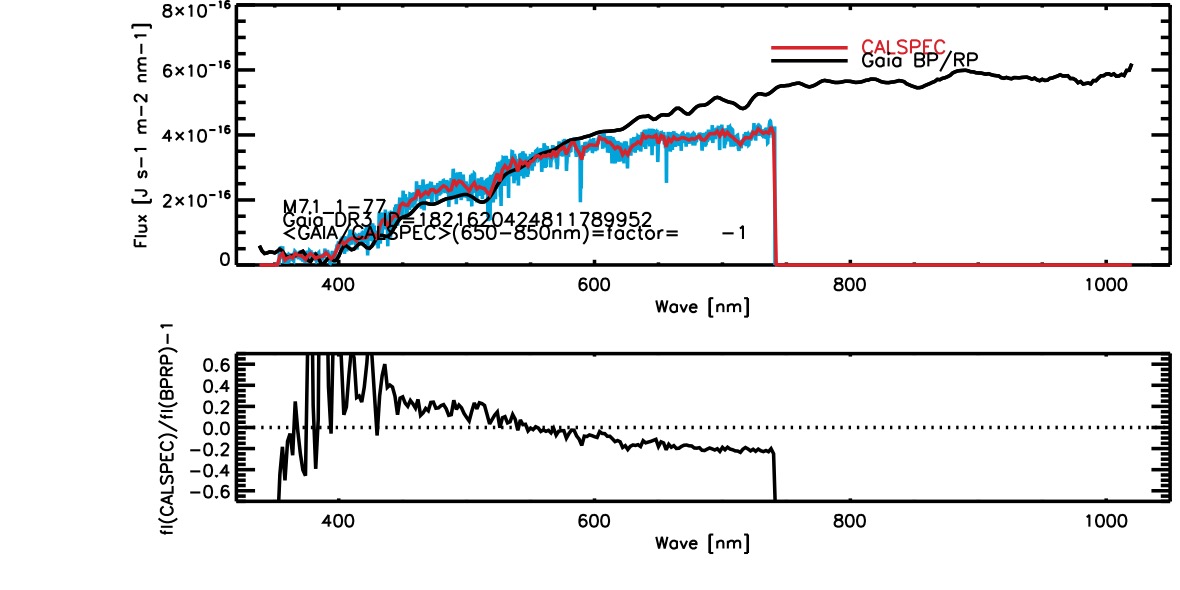 8×10−16
6×10−16
4×10−16
2×10−16
0
Flux [J s−1 m−2 nm−1]
CALSPEC
Gaia BP/RP
M71_1−77
Gaia DR3 ID=1821620424811789952
<GAIA/CALSPEC>(650−850nm)=factor= −1
400 600 800 1000
Wave [nm]
fl(CALSPEC)/fl(BPRP)−1
0.6
0.4
0.2
0.0
−0.2
−0.4
−0.6
400 600 800 1000
Wave [nm]